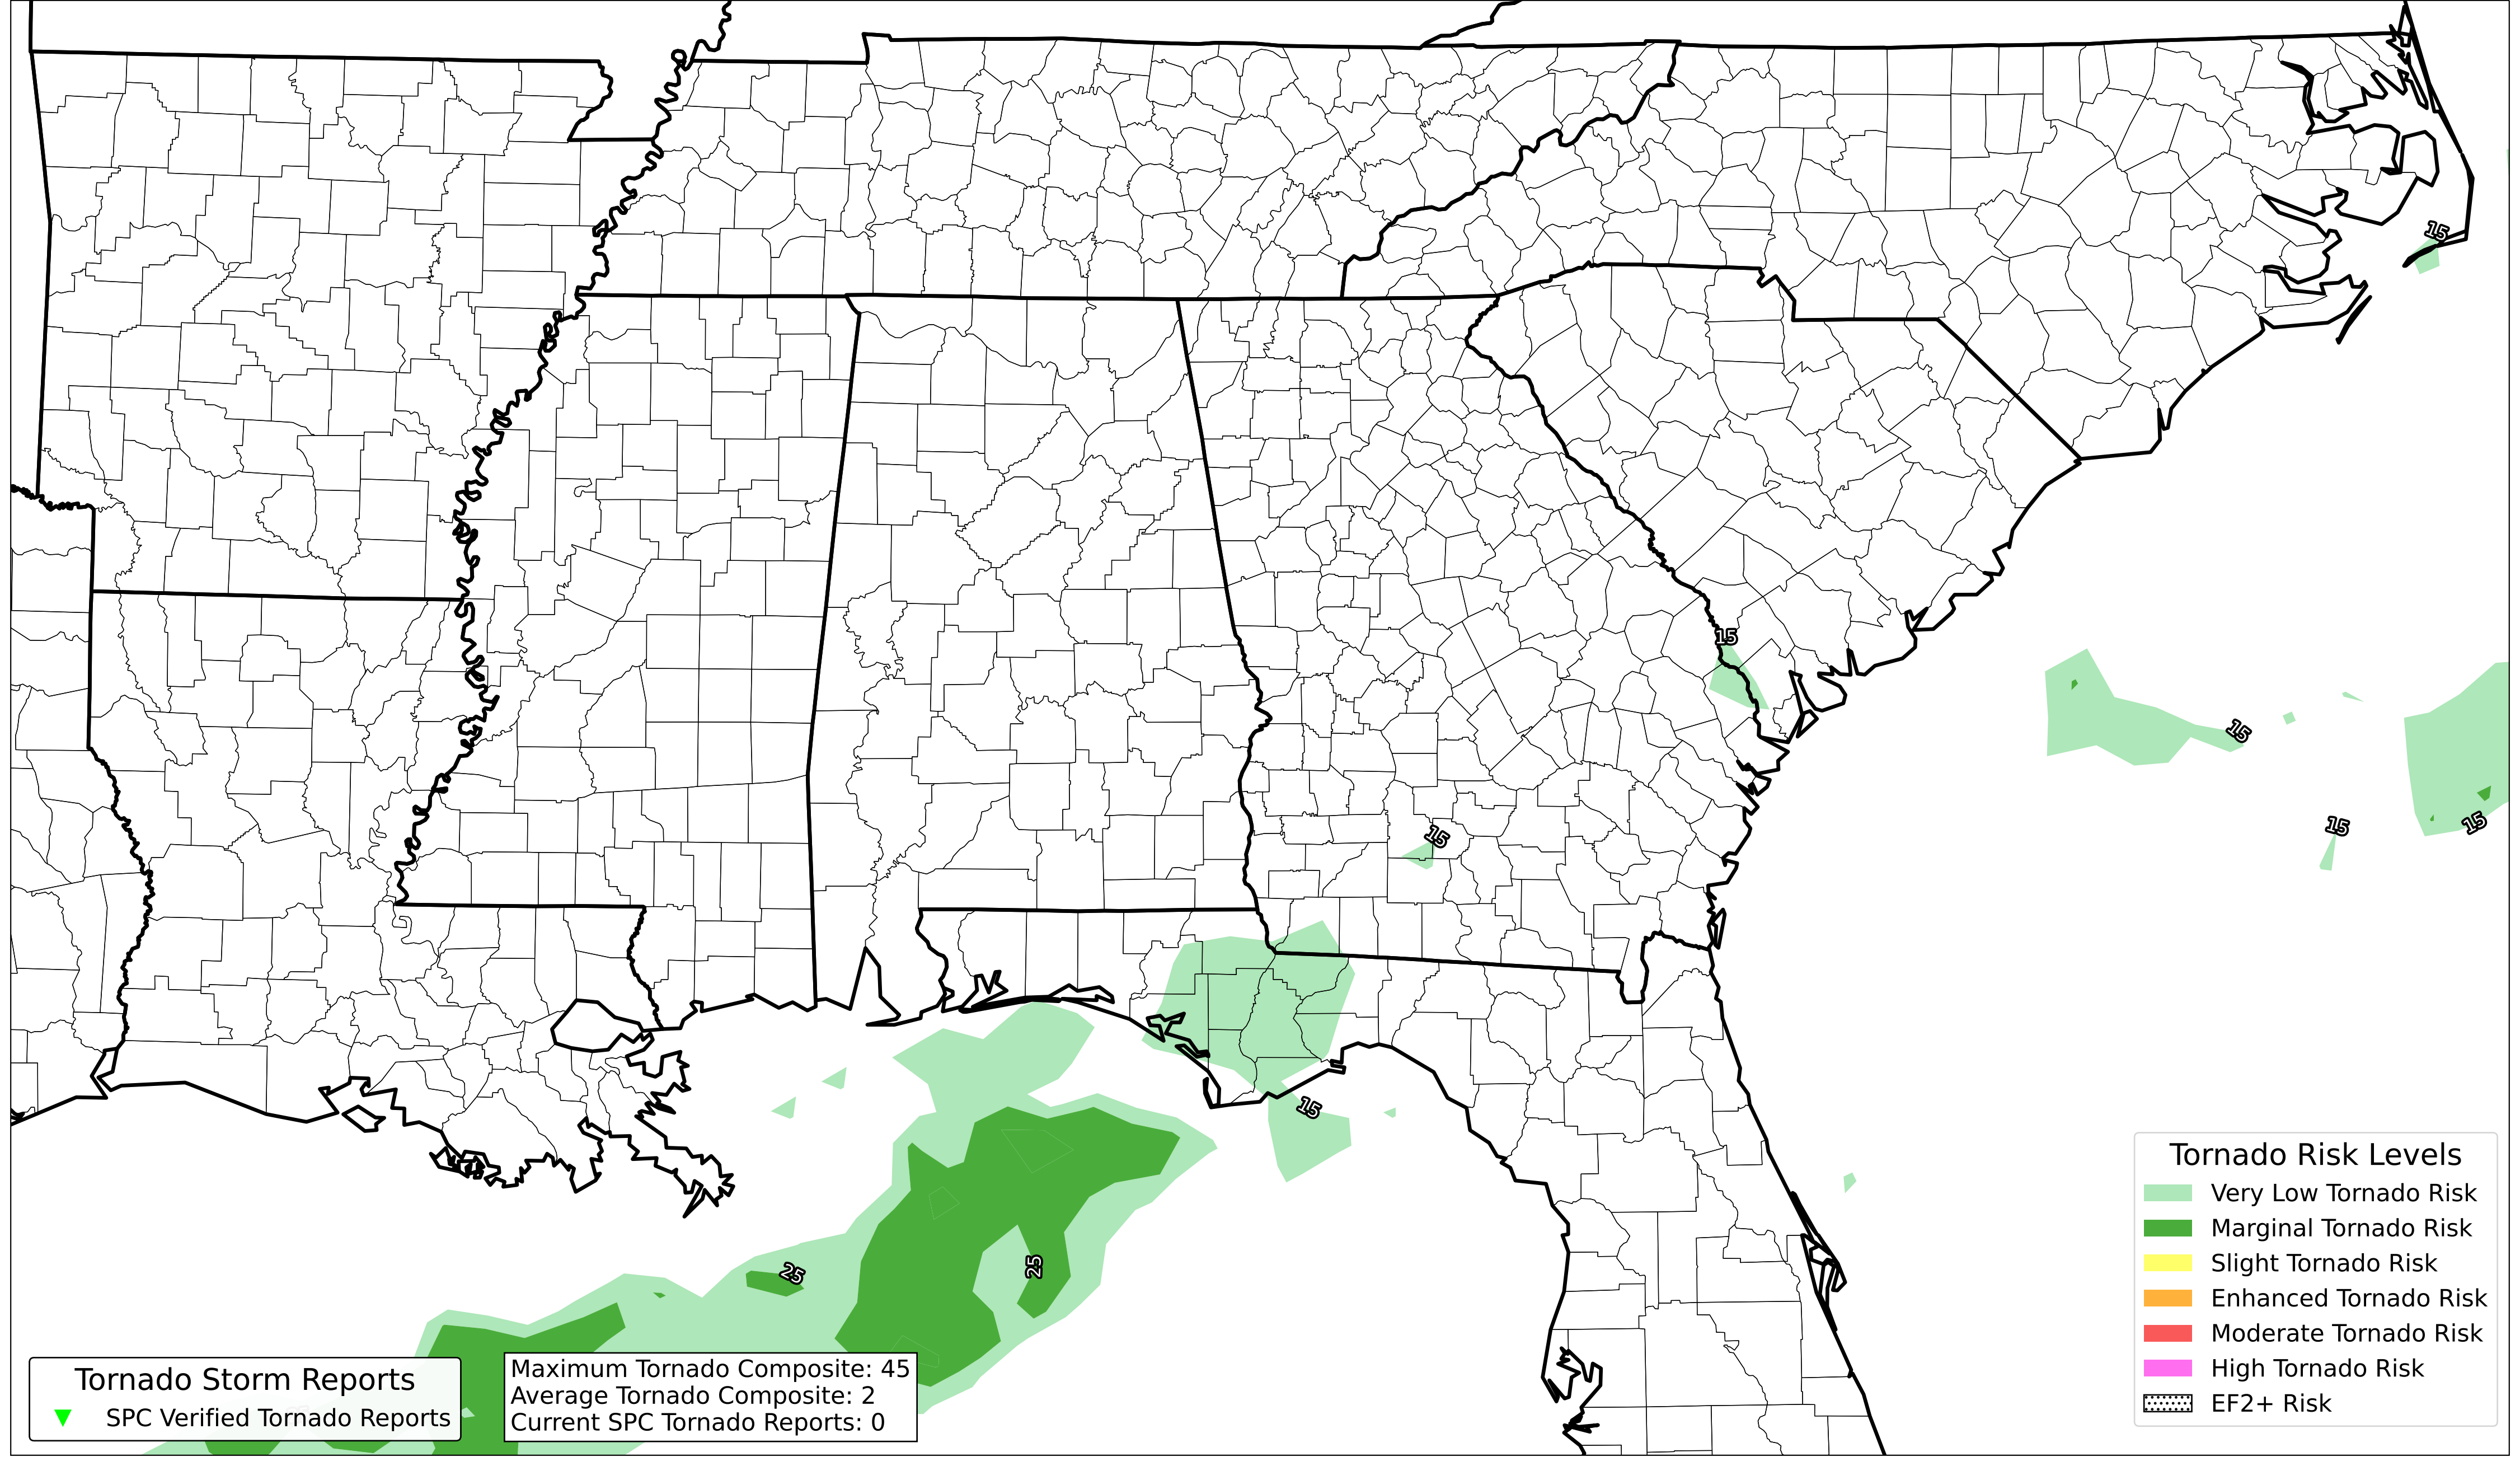 15
15
15
15
15
15
15
25
25
Tornado Risk Levels
Very Low Tornado Risk
Marginal Tornado Risk
Slight Tornado Risk
Enhanced Tornado Risk
Moderate Tornado Risk
High Tornado Risk
EF2+ Risk
Tornado Storm Reports
SPC Verified Tornado Reports
Maximum Tornado Composite: 45
Average Tornado Composite: 2
Current SPC Tornado Reports: 0